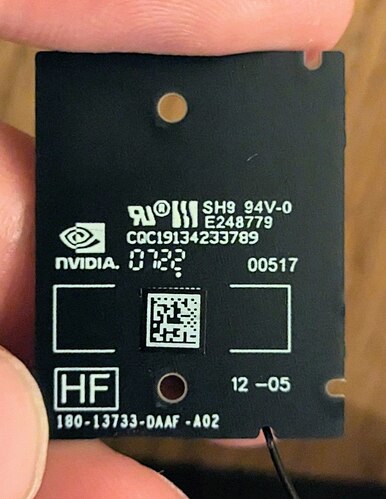 SH9 94V-0
E248779
CQC19134233789
NVIDIA. 0722 00517
HF 12-05
180-13733-DAAF-A02